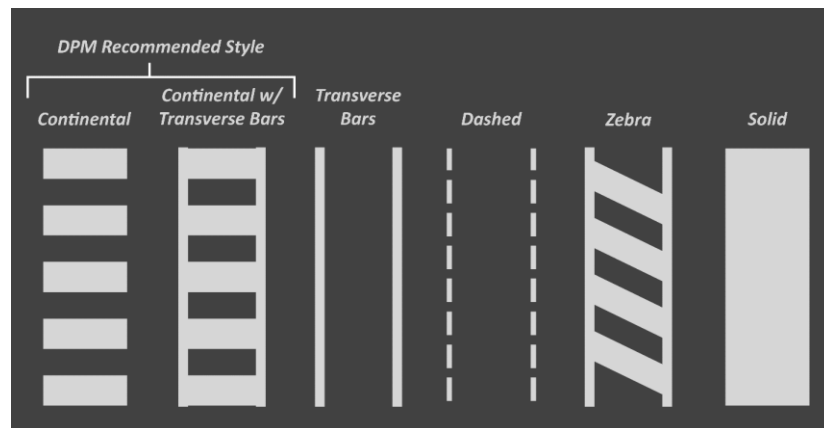 DPM Recommended Style
Continental
Continental w/
Transverse Bars
Transverse
Bars
Dashed
Zebra
Solid